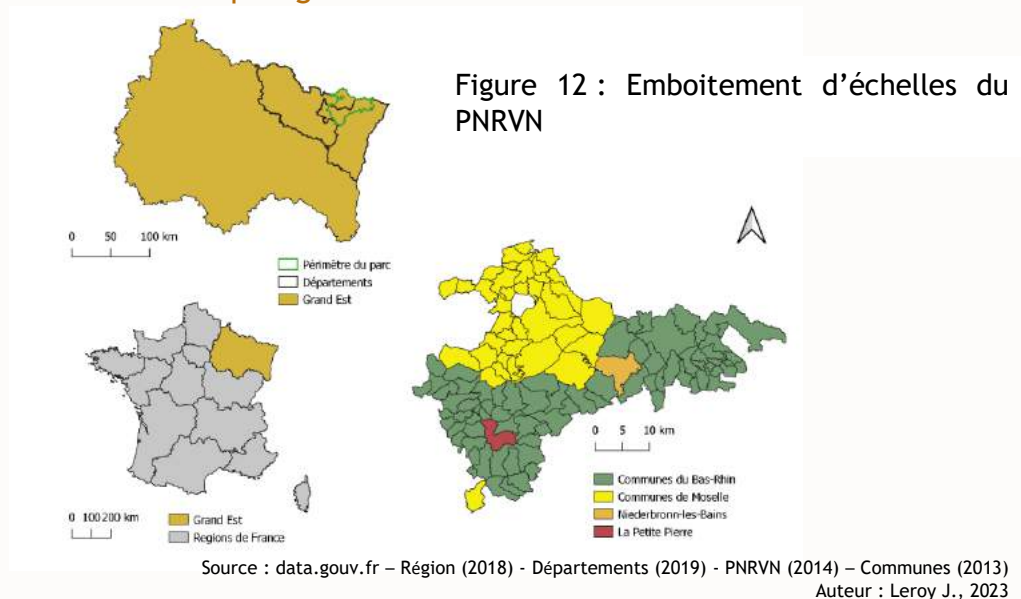 Figure 12 : Emboitement d'échelles du
PNRVN
0 50 100 km
Périmètre du parc
Départements
Grand Est
0 100 200 km
Grand Est
Regions de France
0 5 10 km
Communes du Bas-Rhin
Communes de Moselle
Niederbronn-les-Bains
La Petite Pierre
Source : data.gouv.fr – Région (2018) - Départements (2019) - PNRVN (2014) – Communes (2013)
Auteur : Leroy J., 2023